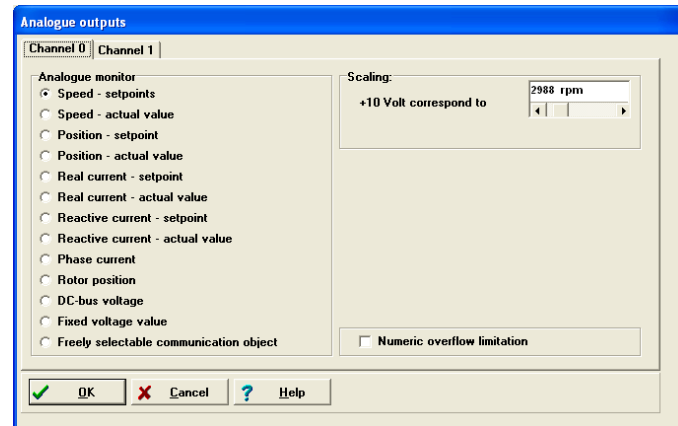 Analogue outputs
Channel 0 Channel 1
Analogue monitor
Speed - setpoints
Speed - actual value
Position - setpoint
Position - actual value
Real current - setpoint
Real current - actual value
Reactive current - setpoint
Reactive current - actual value
Phase current
Rotor position
DC-bus voltage
Fixed voltage value
Freely selectable communication object
Scaling:
+10 Volt correspond to
2988 rpm
Numeric overflow limitation
OK Cancel ? Help